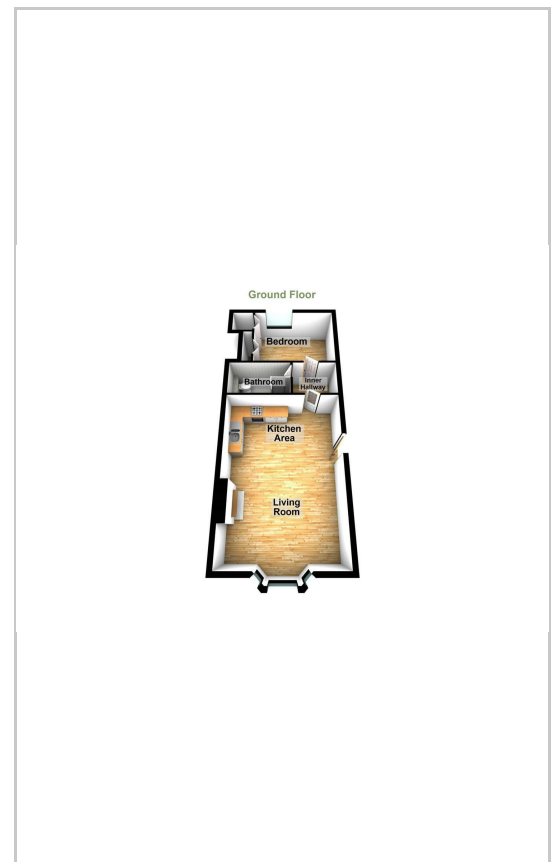 Ground Floor
Bedroom
Bathroom
Inner
Hallway
Kitchen
Area
Living
Room